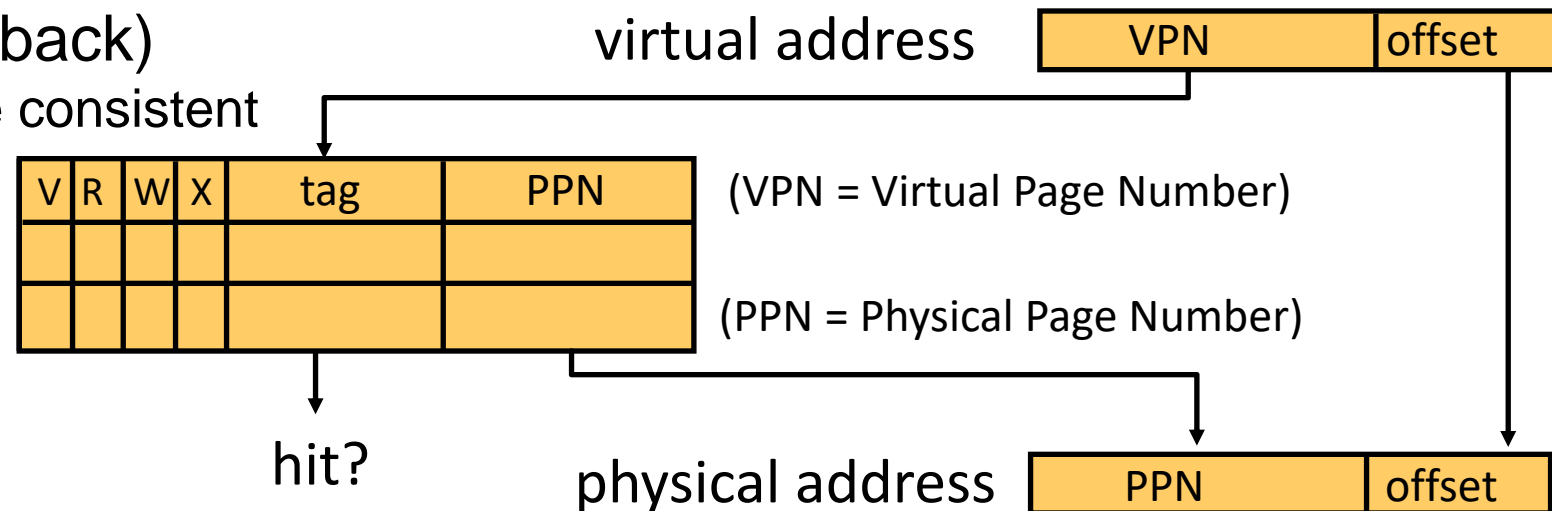 back)
virtual address
VPN
offset
consistent
V R W X tag PPN
(VPN = Virtual Page Number)
(PPN = Physical Page Number)
hit?
physical address
PPN
offset